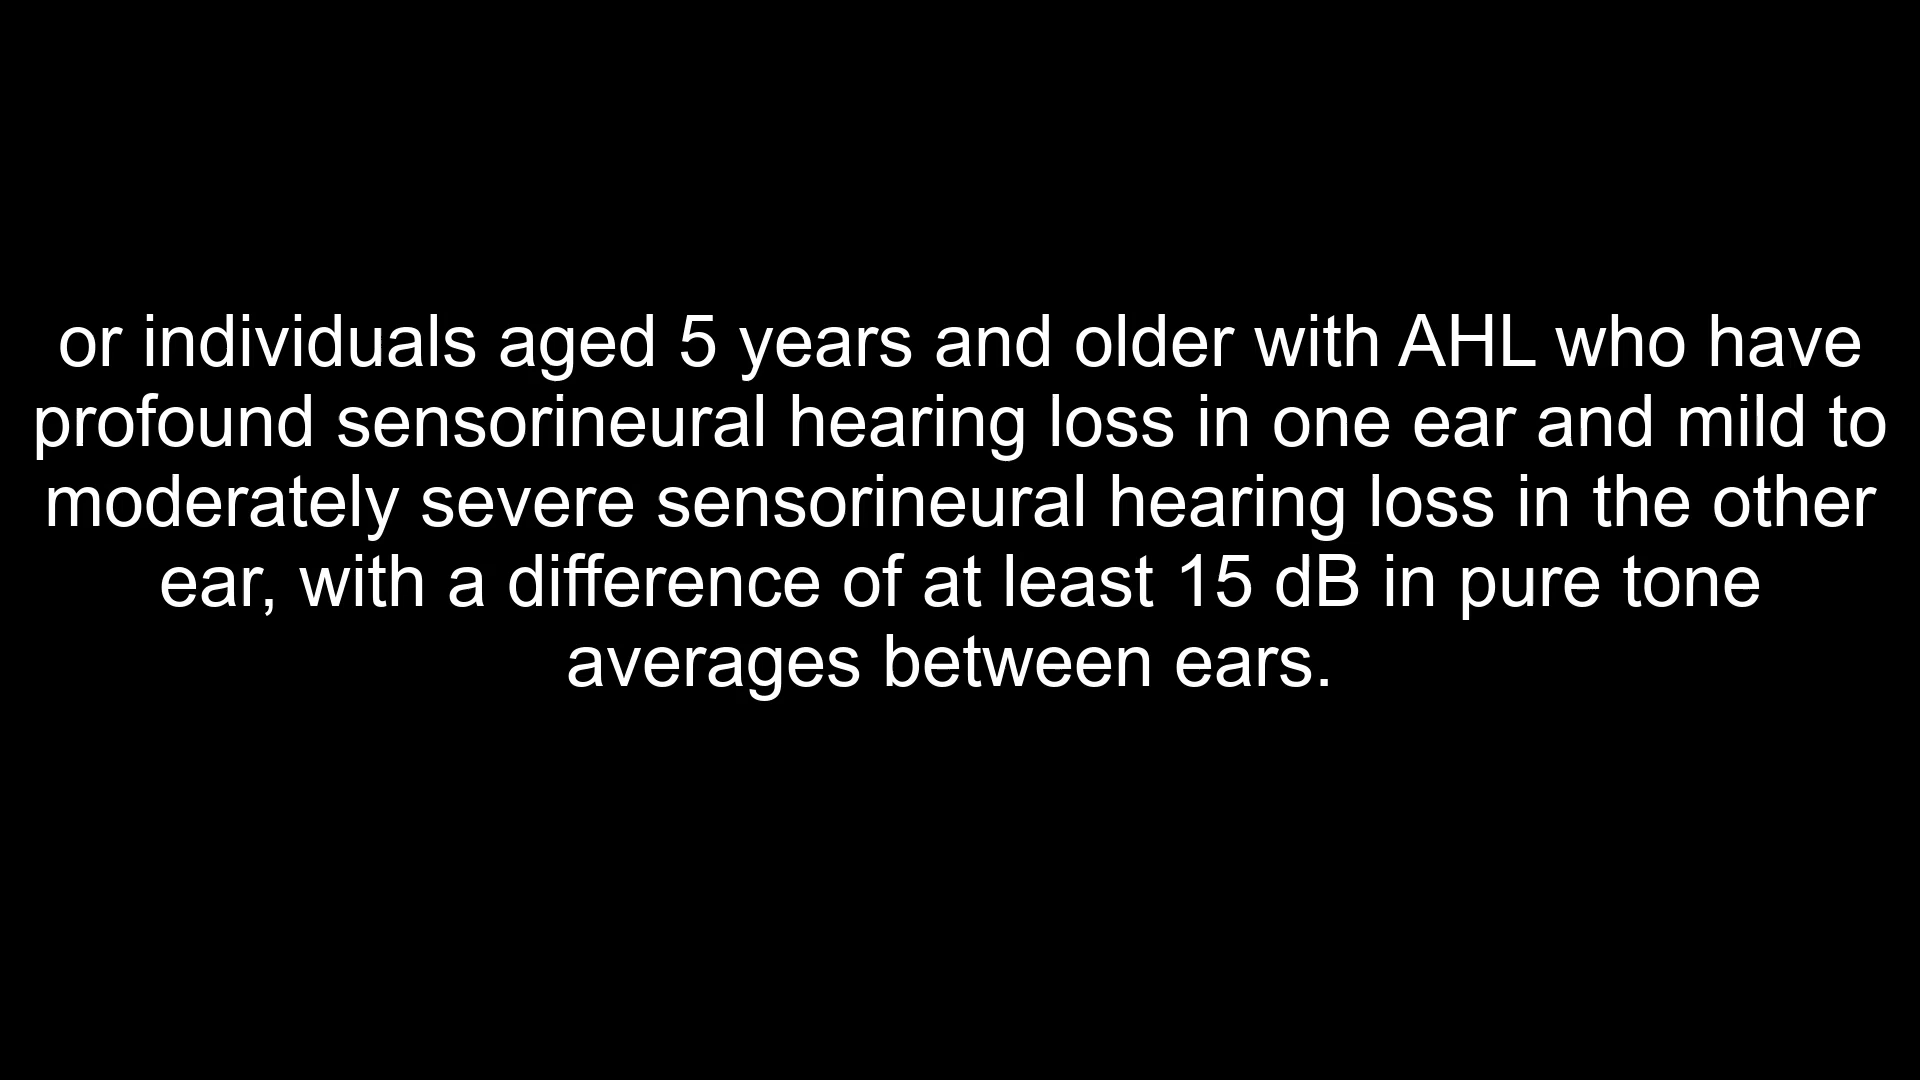 or individuals aged 5 years and older with AHL who have
profound sensorineural hearing loss in one ear and mild to
moderately severe sensorineural hearing loss in the other
ear, with a difference of at least 15 dB in pure tone
averages between ears.